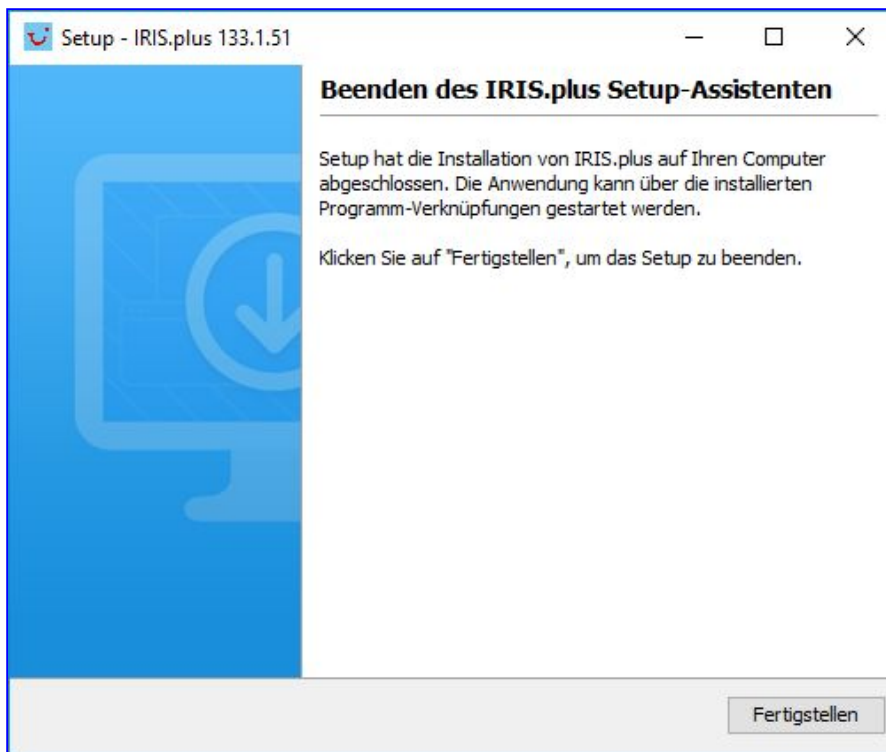 Setup - IRIS.plus 133.1.51
Beenden des IRIS.plus Setup-Assistenten
Setup hat die Installation von IRIS.plus auf Ihren Computer
abgeschlossen. Die Anwendung kann über die installierten
Programm-Verknüpfungen gestartet werden.
Klicken Sie auf "Fertigstellen", um das Setup zu beenden.
Fertigstellen